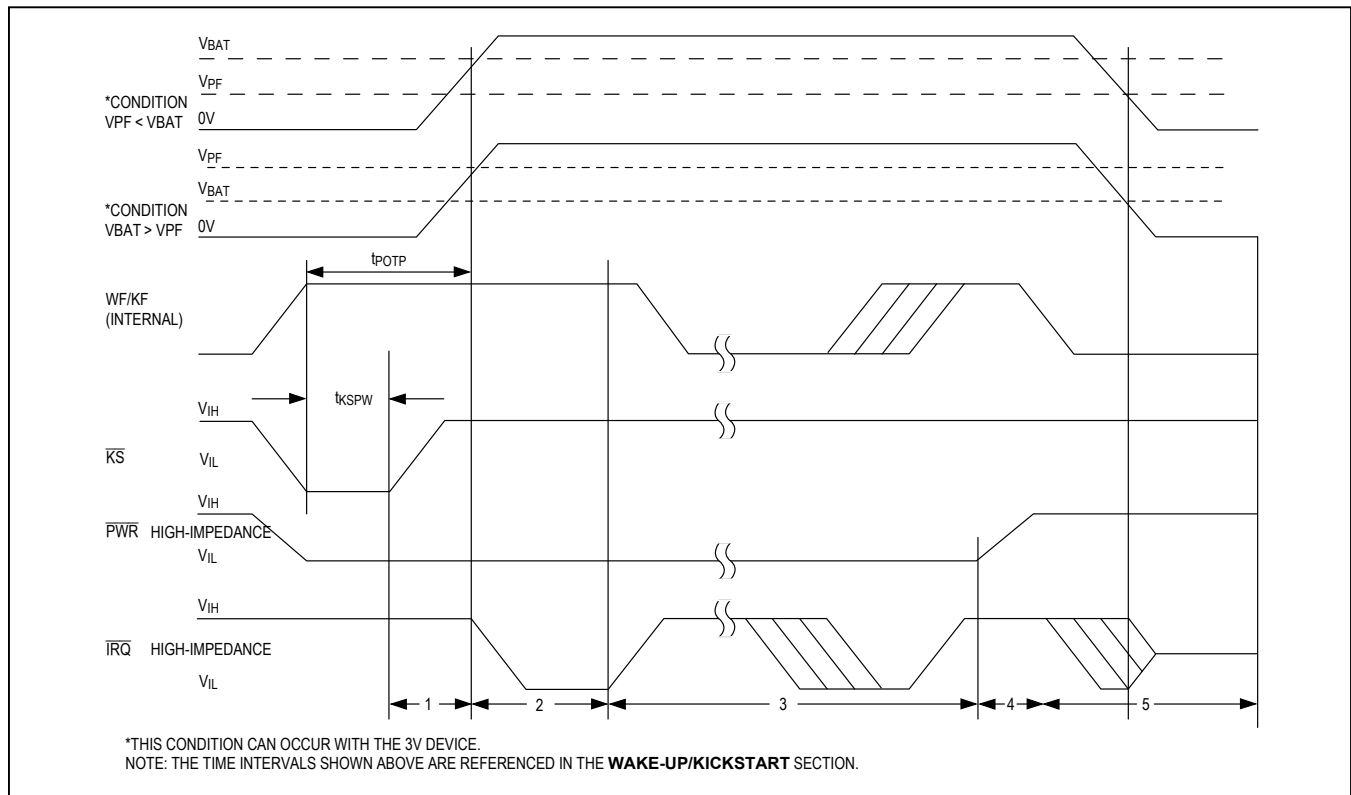 VBAT
VPF
*CONDITION
VPF < VBAT 0V
VPF
VBAT
*CONDITION
VBAT > VPF 0V
tPOTP
WF/KF
(INTERNAL)
tKSPW
VIH
KS
VIL
VIH
PWR HIGH-IMPEDANCE
VIL
VIH
IRQ HIGH-IMPEDANCE
VIL
1 2 3 4 5
*THIS CONDITION CAN OCCUR WITH THE 3V DEVICE.
NOTE: THE TIME INTERVALS SHOWN ABOVE ARE REFERENCED IN THE WAKE-UP/KICKSTART SECTION.